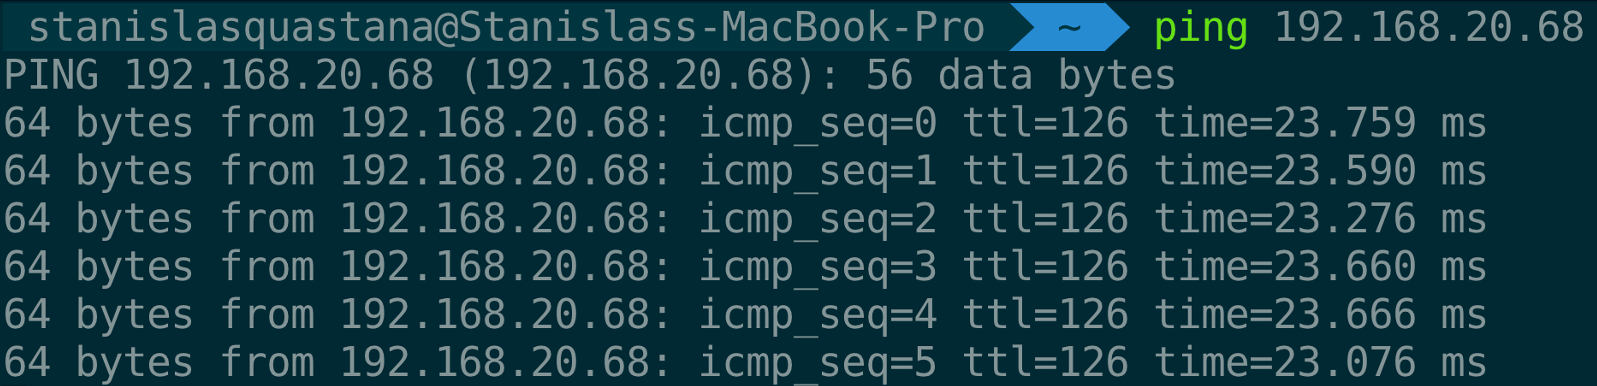 stanislasquastana@Stanislass-MacBook-Pro ~ ping 192.168.20.68
PING 192.168.20.68 (192.168.20.68): 56 data bytes
64 bytes from 192.168.20.68: icmp_seq=0 ttl=126 time=23.759 ms
64 bytes from 192.168.20.68: icmp_seq=1 ttl=126 time=23.590 ms
64 bytes from 192.168.20.68: icmp_seq=2 ttl=126 time=23.276 ms
64 bytes from 192.168.20.68: icmp_seq=3 ttl=126 time=23.660 ms
64 bytes from 192.168.20.68: icmp_seq=4 ttl=126 time=23.666 ms
64 bytes from 192.168.20.68: icmp_seq=5 ttl=126 time=23.076 ms